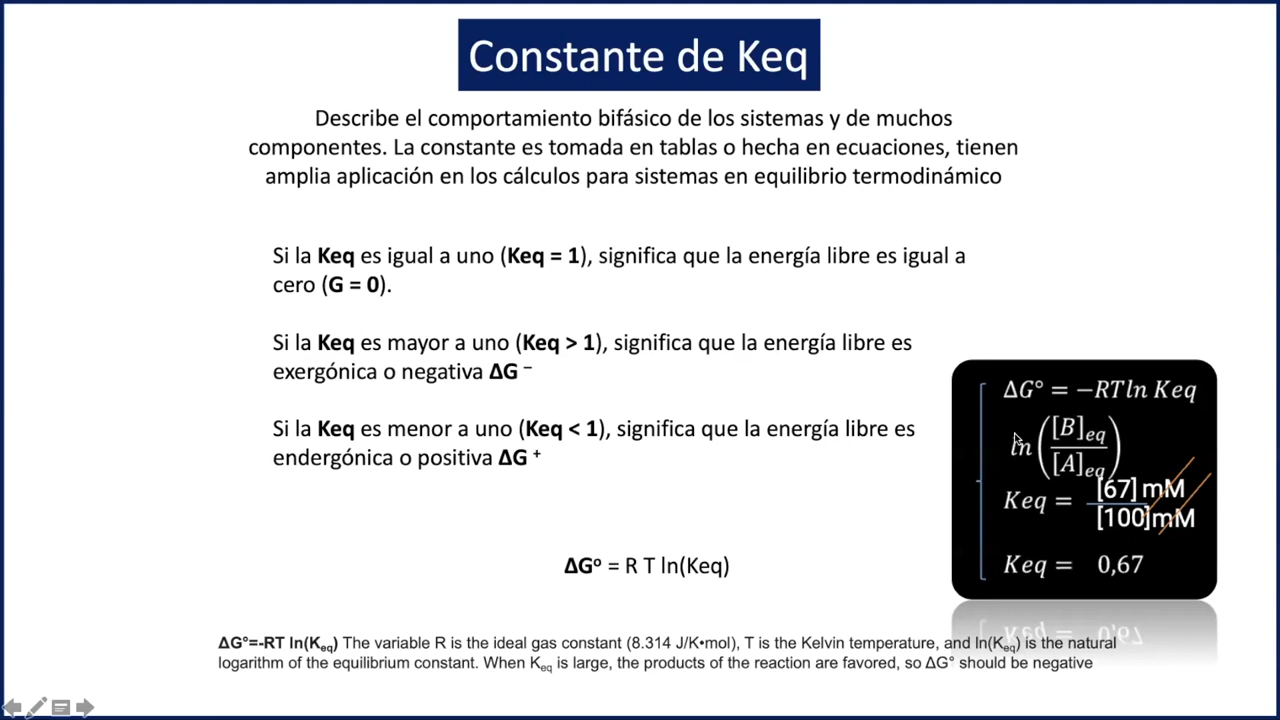 Constante de Keq
Describe el comportamiento bifásico de los sistemas y de muchos
componentes. La constante es tomada en tablas o hecha en ecuaciones, tienen
amplia aplicación en los cálculos para sistemas en equilibrio termodinámico
Si la Keq es igual a uno (Keq = 1), significa que la energía libre es igual a
cero (G = 0).
Si la Keq es mayor a uno (Keq > 1), significa que la energía libre es
exergónica o negativa ΔG ⁻
Si la Keq es menor a uno (Keq < 1), significa que la energía libre es
endergónica o positiva ΔG ⁺
ΔG° = −RTln Keq
ln([B]eq/[A]eq)
Keq = [67] mM
[100]mM
Keq = 0,67
ΔGº = R T ln(Keq)
ΔG°=-RT ln(Keq) The variable R is the ideal gas constant (8.314 J/K•mol), T is the Kelvin temperature, and ln(Keq) is the natural
logarithm of the equilibrium constant. When Keq is large, the products of the reaction are favored, so ΔG° should be negative